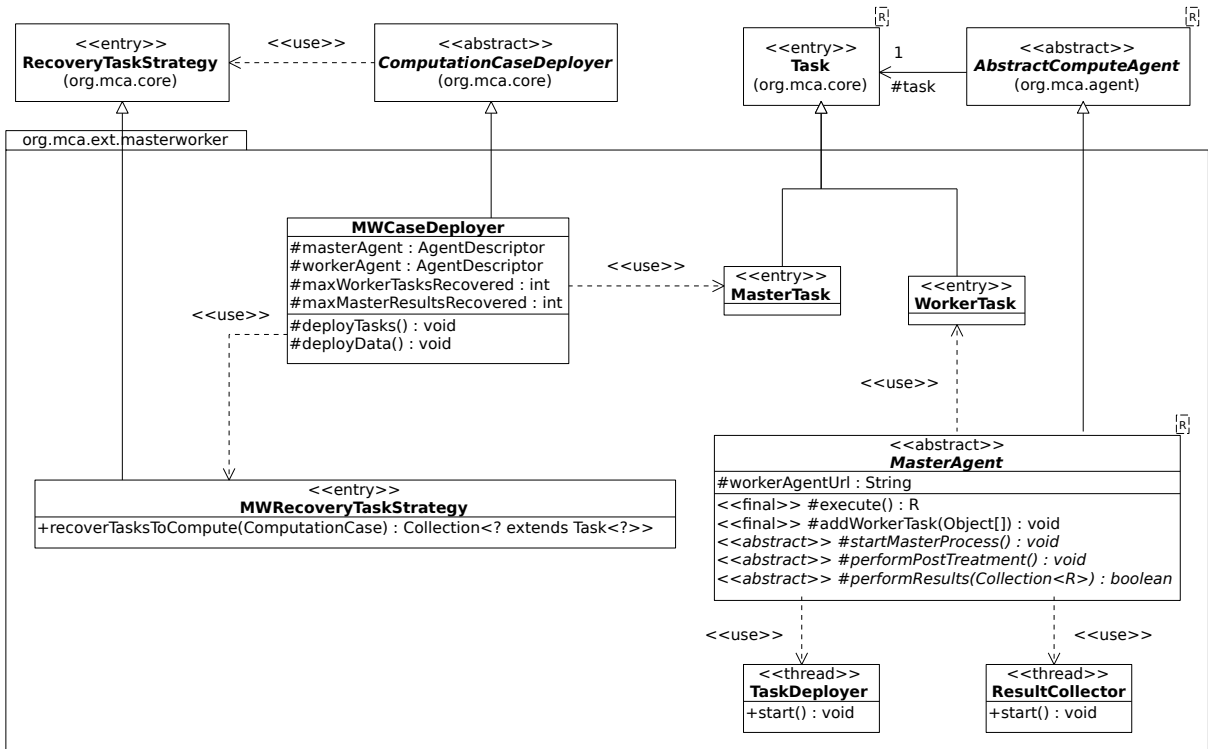 R
R
<<entry>>
RecoveryTaskStrategy
(org.mca.core)
<<use>>
<<abstract>>
ComputationCaseDeployer
(org.mca.core)
<<entry>>
Task
(org.mca.core)
1
#task
<<abstract>>
AbstractComputeAgent
(org.mca.agent)
org.mca.ext.masterworker
MWCaseDeployer
#masterAgent : AgentDescriptor
#workerAgent : AgentDescriptor
#maxWorkerTasksRecovered : int
#maxMasterResultsRecovered : int
#deployTasks() : void
#deployData() : void
<<use>>
<<use>>
<<entry>>
MasterTask
<<entry>>
WorkerTask
<<use>>
R
<<abstract>>
MasterAgent
#workerAgentUrl : String
<<final>> #execute() : R
<<final>> #addWorkerTask(Object[]) : void
<<abstract>> #startMasterProcess() : void
<<abstract>> #performPostTreatment() : void
<<abstract>> #performResults(Collection<R>) : boolean
<<entry>>
MWRecoveryTaskStrategy
+recoverTasksToCompute(ComputationCase) : Collection<? extends Task<?>>
<<use>>
<<use>>
<<thread>>
TaskDeployer
+start() : void
<<thread>>
ResultCollector
+start() : void